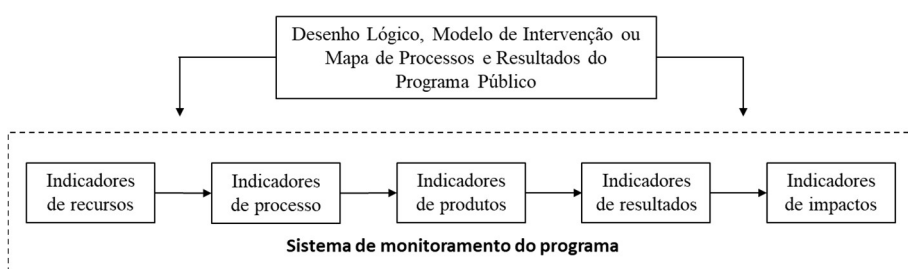 Desenho Lógico, Modelo de Intervenção ou
Mapa de Processos e Resultados do
Programa Público
Indicadores
de recursos
Indicadores
de processo
Indicadores
de produtos
Indicadores
de resultados
Indicadores
de impactos
Sistema de monitoramento do programa